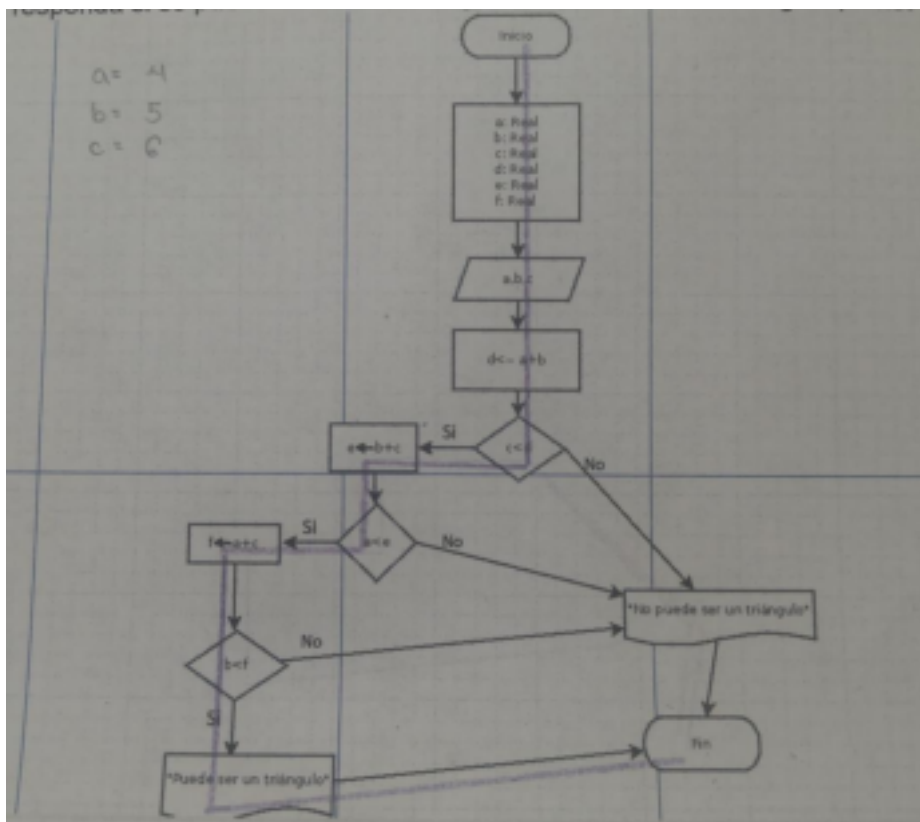 a= 4
b= 5
c= 6
Inicio
a: Real
b: Real
c: Real
d: Real
e: Real
f: Real
a,b,c
d<- a+b
Si
No
b+c
Si
a<e
No
a+c
"No puede ser un triángulo"
No
b<f
Si
Fin
"Puede ser un triángulo"